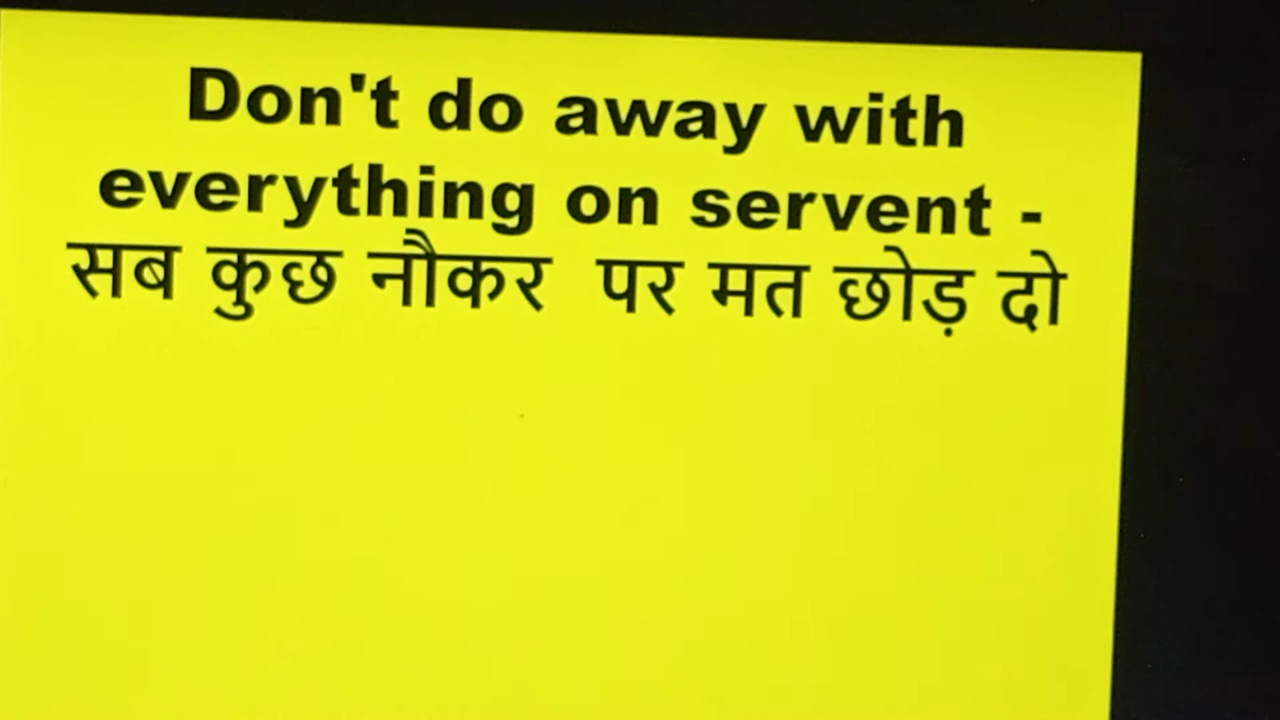 Don't do away with
everything on servent -
सब कुछ नौकर पर मत छोड़ दो